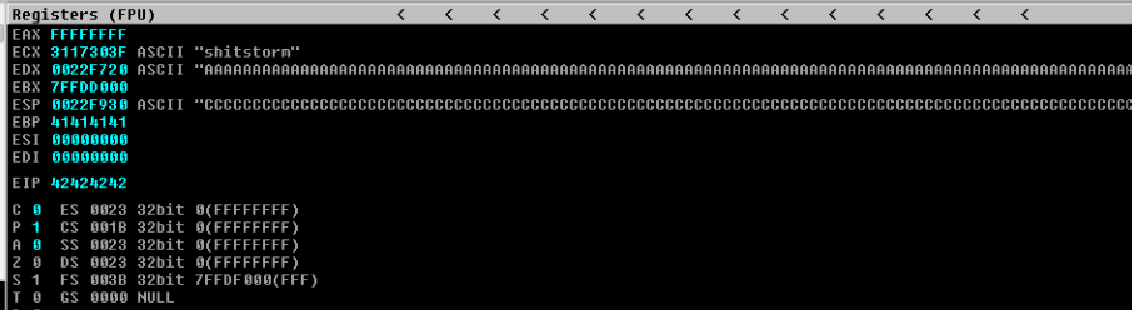 Registers (FPU) < < < < < < < < < < < < < <
EAX FFFFFFFF
ECX 3117303F ASCII "shitstorm"
EDX 0022F720 ASCII "AAAAAAAAAAAAAAAAAAAAAAAAAAAAAAAAAAAAAAAAAAAAAAAAAAAAAAAAAAAAAAAAAAAAAAAAAAAAAAAAAAAAAAAAAAAAAAAAAAAAAAAAAAAAAAAAAAAA
EBX 7FFDD000
ESP 0022F930 ASCII "CCCCCCCCCCCCCCCCCCCCCCCCCCCCCCCCCCCCCCCCCCCCCCCCCCCCCCCCCCCCCCCCCCCCCCCCCCCCCCCCCCCCCCCCCCCCCCCCCCCCCCCCCCCCCCCCCCCC
EBP 41414141
ESI 00000000
EDI 00000000
EIP 42424242
C 0 ES 0023 32bit 0(FFFFFFFF)
P 1 CS 001B 32bit 0(FFFFFFFF)
A 0 SS 0023 32bit 0(FFFFFFFF)
Z 0 DS 0023 32bit 0(FFFFFFFF)
S 1 FS 003B 32bit 7FFDF000(FFF)
T 0 GS 0000 NULL